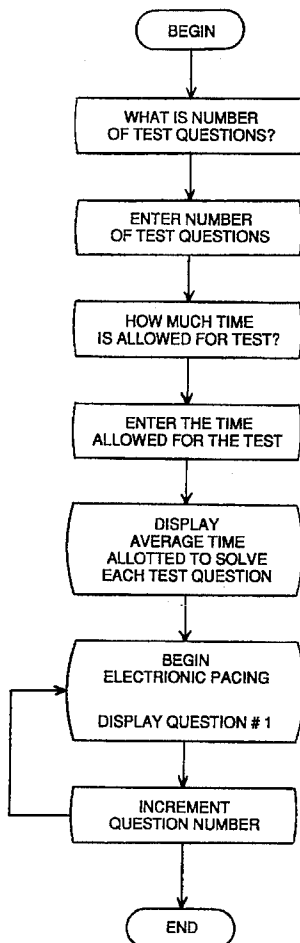 BEGIN
WHAT IS NUMBER
OF TEST QUESTIONS?
ENTER NUMBER
OF TEST QUESTIONS
HOW MUCH TIME
IS ALLOWED FOR TEST?
ENTER THE TIME
ALLOWED FOR THE TEST
DISPLAY
AVERAGE TIME
ALLOTTED TO SOLVE
EACH TEST QUESTION
BEGIN
ELECTRIONIC PACING
DISPLAY QUESTION # 1
INCREMENT
QUESTION NUMBER
END